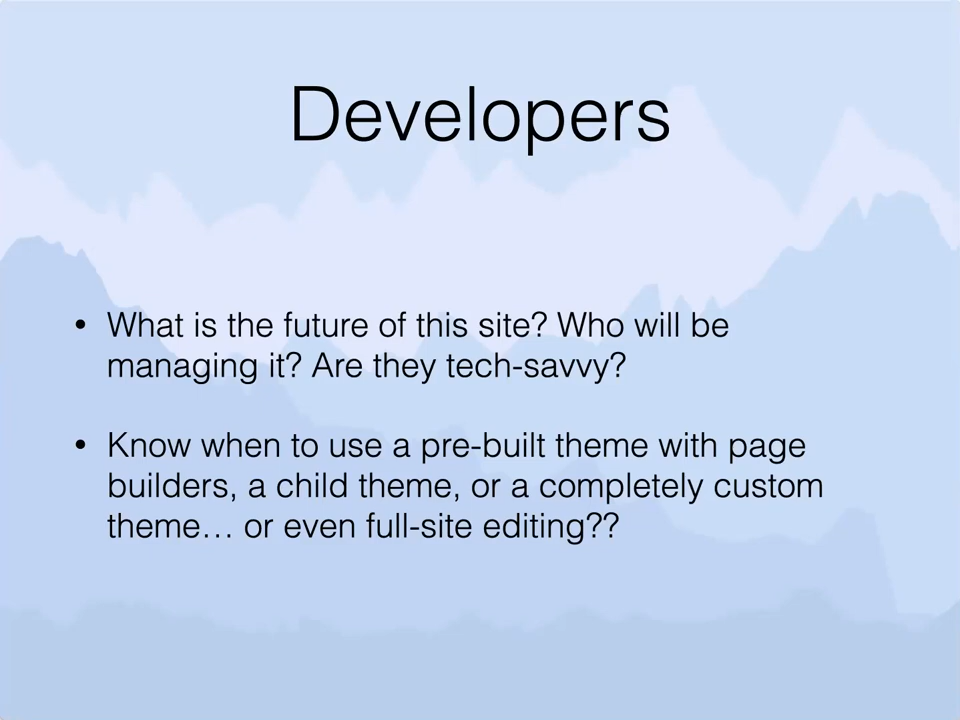 Developers
• What is the future of this site? Who will be
managing it? Are they tech-savvy?
• Know when to use a pre-built theme with page
builders, a child theme, or a completely custom
theme… or even full-site editing??